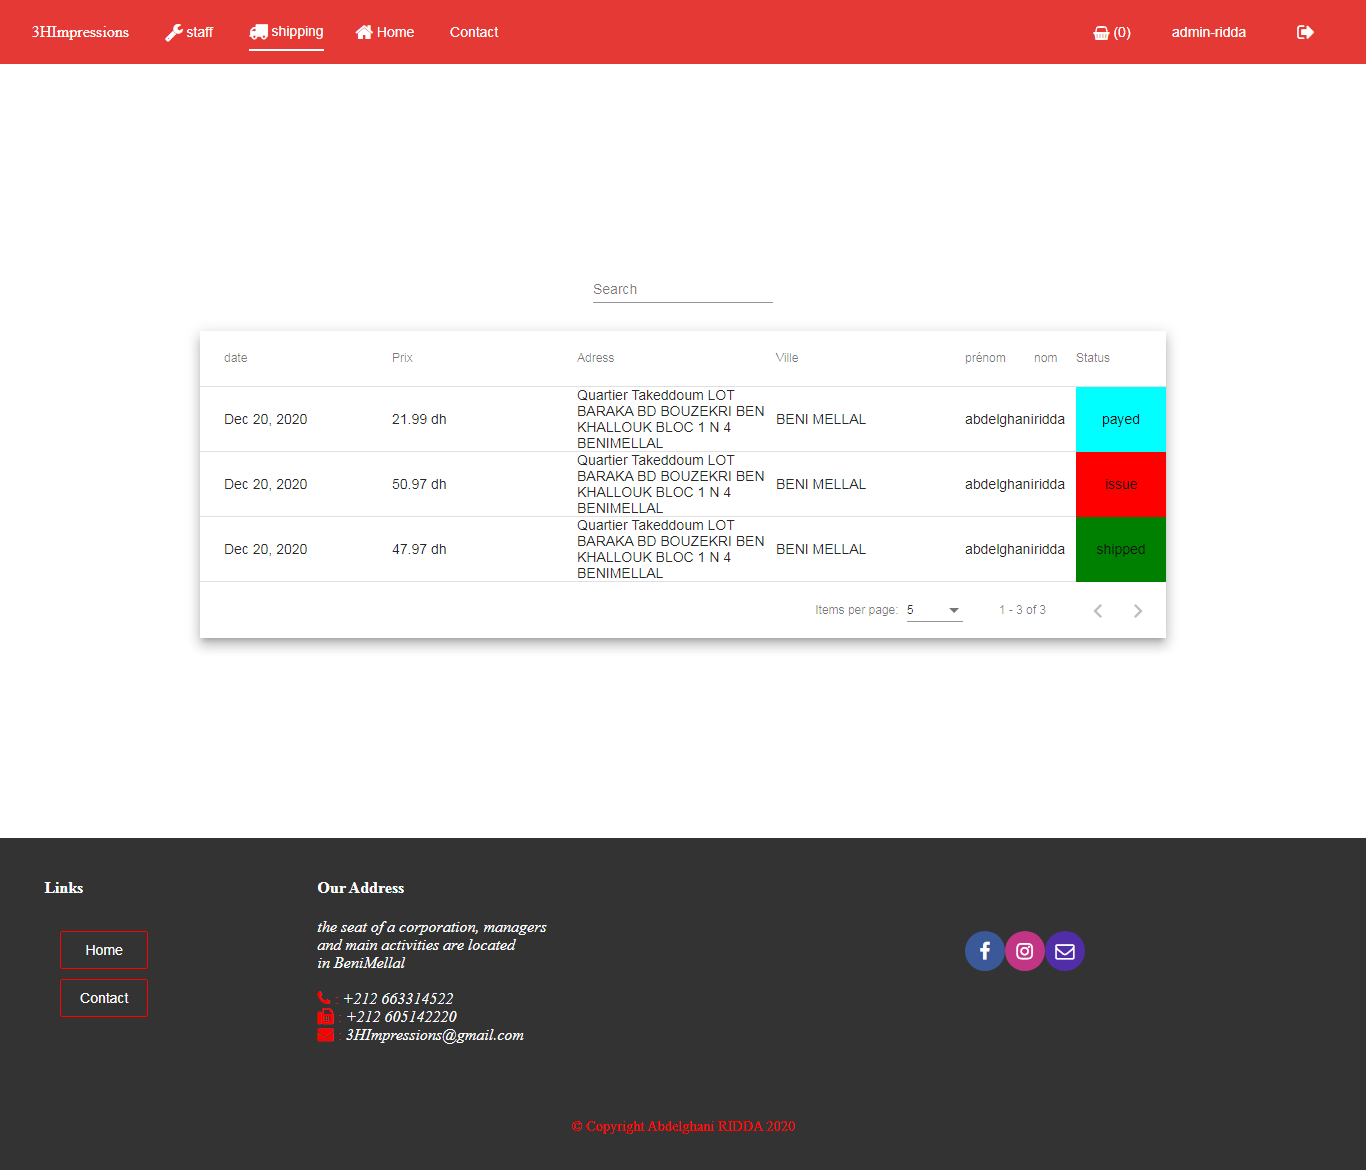 3HImpressions staff shipping Home Contact (0) admin-ridda
Search
date Prix Adress Ville prénom nom Status
Dec 20, 2020 21.99 dh Quartier Takeddoum LOT
BARAKA BD BOUZEKRI BEN
KHALLOUK BLOC 1 N 4
BENIMELLAL BENI MELLAL abdelghani ridda payed
Dec 20, 2020 50.97 dh Quartier Takeddoum LOT
BARAKA BD BOUZEKRI BEN
KHALLOUK BLOC 1 N 4
BENIMELLAL BENI MELLAL abdelghani ridda issue
Dec 20, 2020 47.97 dh Quartier Takeddoum LOT
BARAKA BD BOUZEKRI BEN
KHALLOUK BLOC 1 N 4
BENIMELLAL BENI MELLAL abdelghani ridda shipped
Items per page: 5 1 - 3 of 3
Links
Home
Contact
Our Address
the seat of a corporation, managers
and main activities are located
in BeniMellal
: +212 663314522
: +212 605142220
: 3HImpressions@gmail.com
© Copyright Abdelghani RIDDA 2020